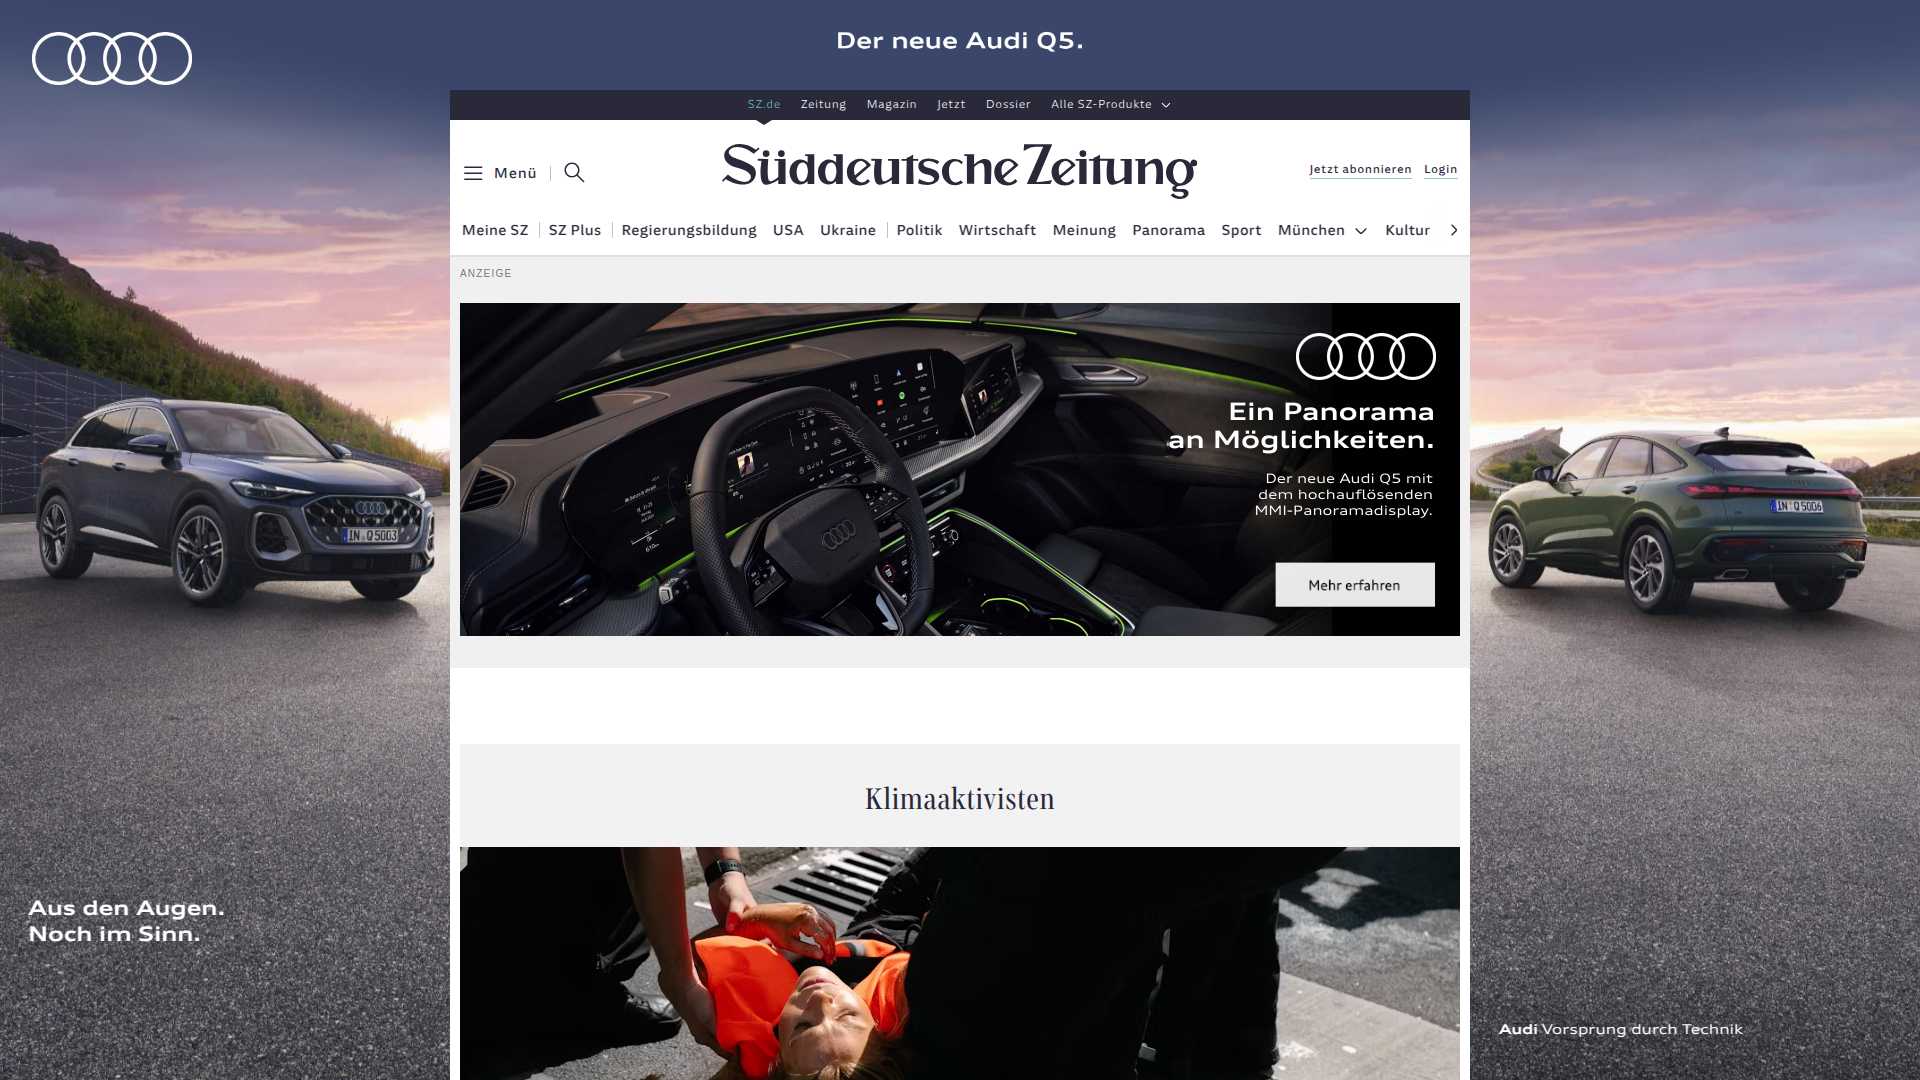 Der neue Audi Q5.
SZ.de Zeitung Magazin Jetzt Dossier Alle SZ-Produkte
Menü
Süddeutsche Zeitung
Jetzt abonnieren Login
Meine SZ SZ Plus Regierungsbildung USA Ukraine Politik Wirtschaft Meinung Panorama Sport München Kultur
ANZEIGE
Ein Panorama
an Möglichkeiten.
Der neue Audi Q5 mit
dem hochauflösenden
MMI-Panoramadisplay.
Mehr erfahren
IN Q 5003
IN Q 5006
Klimaaktivisten
Aus den Augen.
Noch im Sinn.
Audi Vorsprung durch Technik